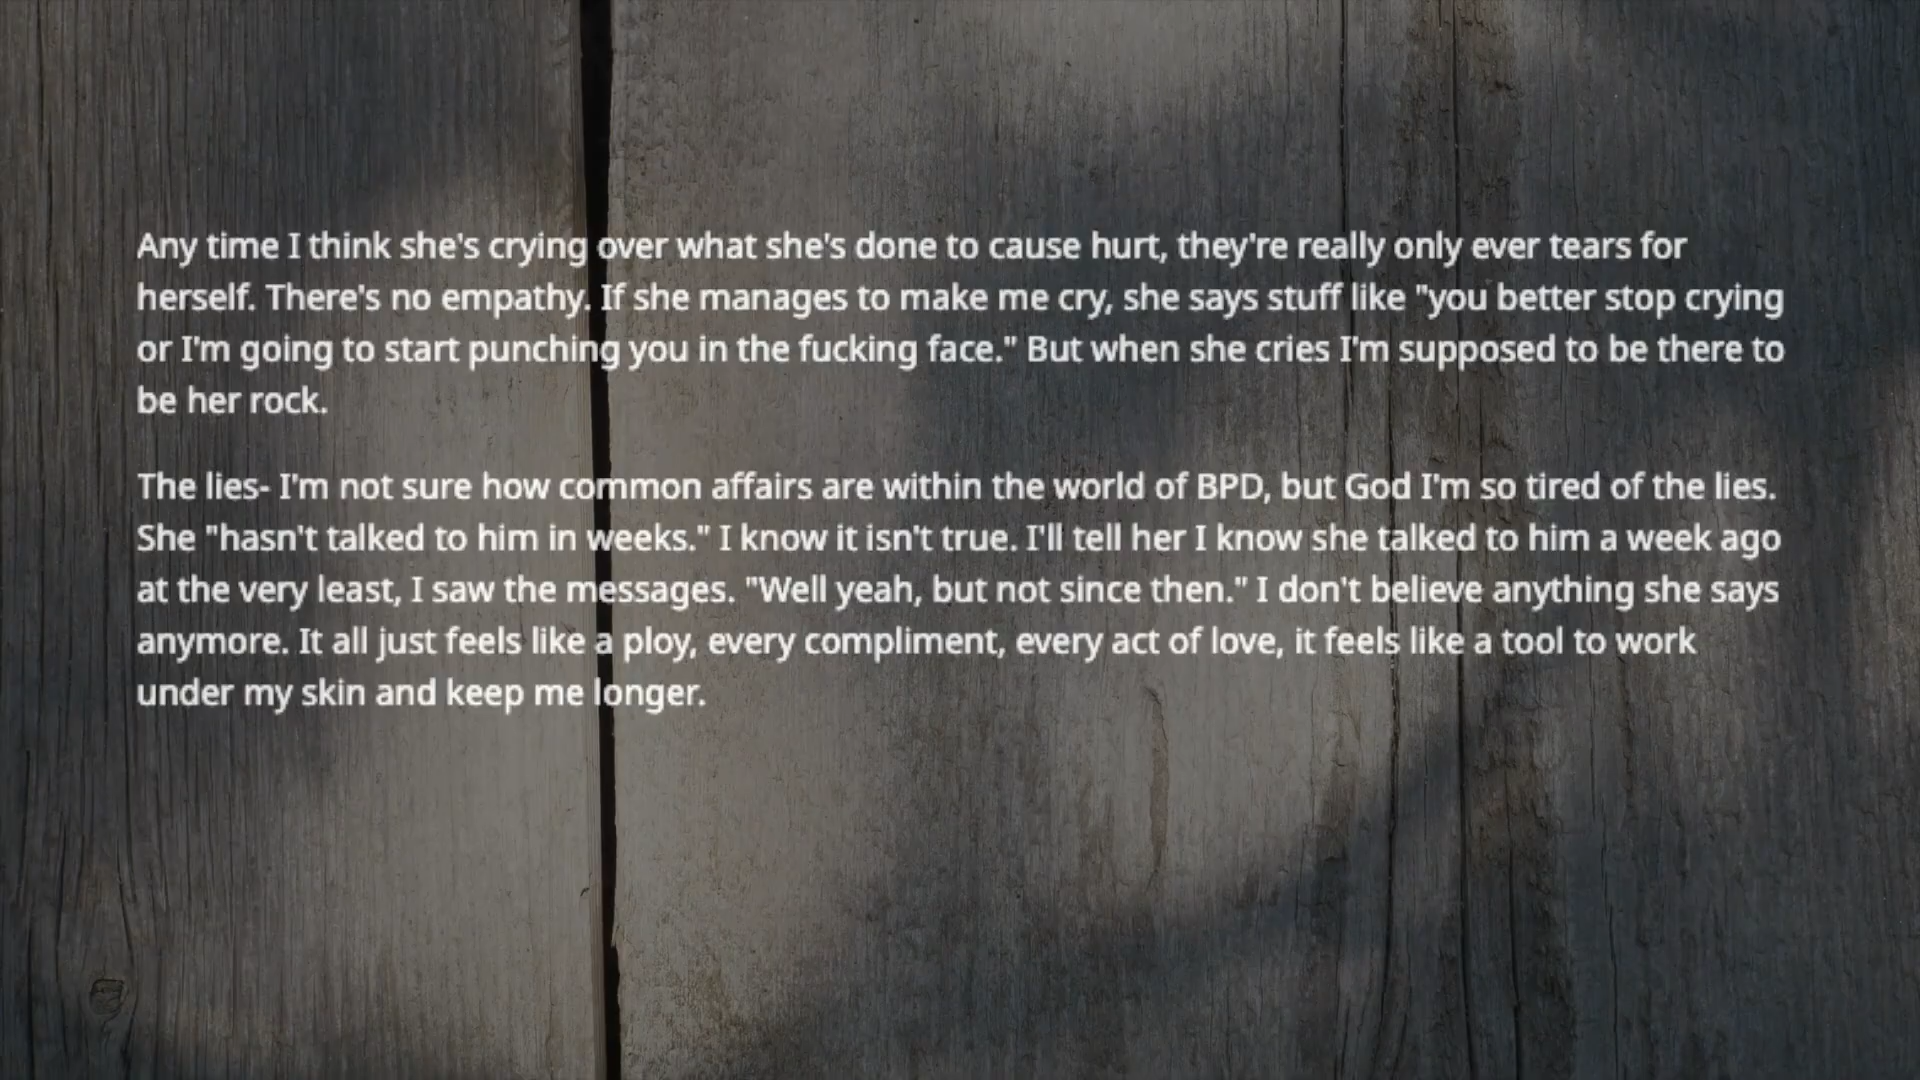 Any time I think she's crying over what she's done to cause hurt, they're really only ever tears for
herself. There's no empathy. If she manages to make me cry, she says stuff like "you better stop crying
or I'm going to start punching you in the fucking face." But when she cries I'm supposed to be there to
be her rock.
The lies- I'm not sure how common affairs are within the world of BPD, but God I'm so tired of the lies.
She "hasn't talked to him in weeks." I know it isn't true. I'll tell her I know she talked to him a week ago
at the very least, I saw the messages. "Well yeah, but not since then." I don't believe anything she says
anymore. It all just feels like a ploy, every compliment, every act of love, it feels like a tool to work
under my skin and keep me longer.